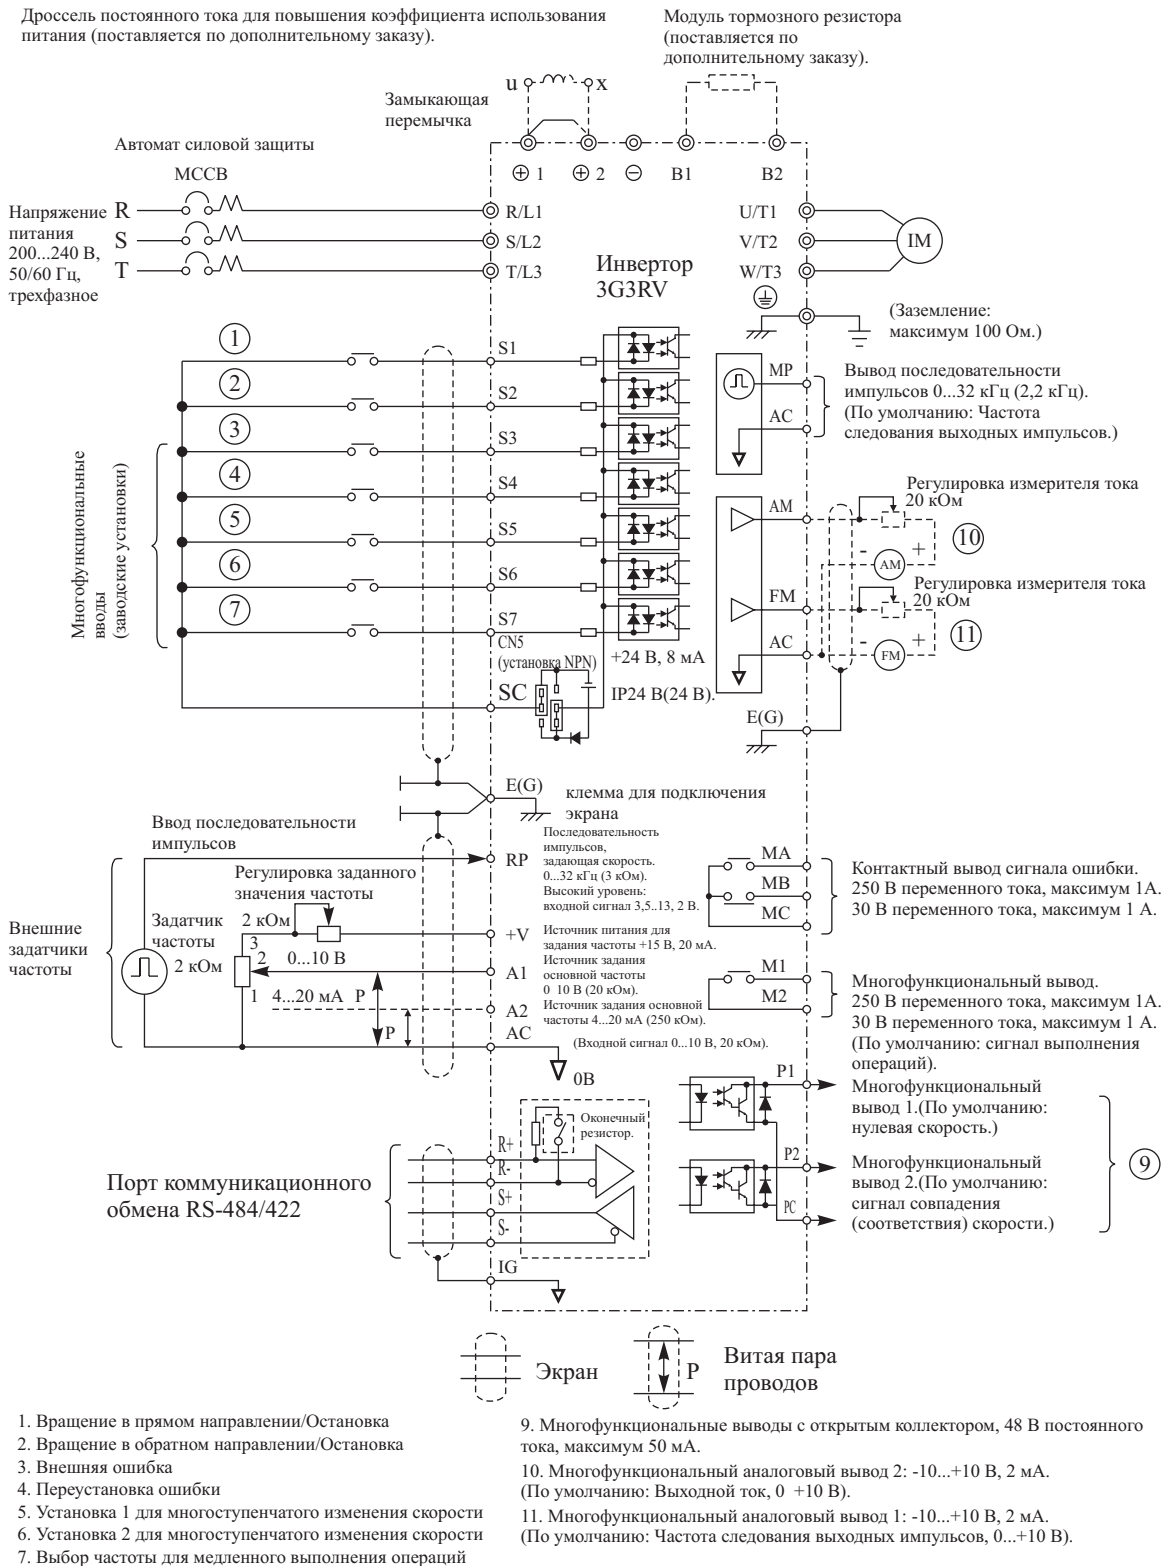 Дроссель постоянного тока для повышения коэффициента использования
питания (поставляется по дополнительному заказу).
Модуль тормозного резистора
(поставляется по
дополнительному заказу).
u
x
Замыкающая
перемычка
Автомат силовой защиты
MCCB
1
2
B1
B2
Напряжение
питания
200...240 В,
50/60 Гц,
трехфазное
R
S
T
R/L1
S/L2
T/L3
Инвертор
3G3RV
U/T1
V/T2
W/T3
IM
(Заземление:
максимум 100 Ом.)
1
2
3
4
5
6
7
S1
S2
S3
S4
S5
S6
S7
Многофункциональные
вводы
(заводские установки)
CN5
(установка NPN)
SC
+24 В, 8 мА
IP24 В(24 В).
MP
AC
Вывод последовательности
импульсов 0...32 кГц (2,2 кГц).
(По умолчанию: Частота
следования выходных импульсов.)
AM
FM
AC
Регулировка измерителя тока
20 кОм
-
+
AM
10
Регулировка измерителя тока
20 кОм
-
+
FM
11
E(G)
E(G)
клемма для подключения
экрана
Ввод последовательности
импульсов
Регулировка заданного
значения частоты
Внешние
задатчики
частоты
Задатчик
частоты
2 кОм
2 кОм
3
2
1
0...10 В
4...20 мА
P
P
RP
+V
A1
A2
AC
Последовательность
импульсов,
задающая скорость.
0...32 кГц (3 кОм).
Высокий уровень:
входной сигнал 3,5..13, 2 В.
Источник питания для
задания частоты +15 В, 20 мА.
Источник задания
основной частоты
0 10 В (20 кОм).
Источник задания основной
частоты 4...20 мА (250 кОм).
(Входной сигнал 0...10 В, 20 кОм).
0В
MA
MB
MC
Контактный вывод сигнала ошибки.
250 В переменного тока, максимум 1А.
30 В переменного тока, максимум 1 А.
M1
M2
Многофункциональный вывод.
250 В переменного тока, максимум 1А.
30 В переменного тока, максимум 1 А.
(По умолчанию: сигнал выполнения
операций).
P1
Многофункциональный
вывод 1.(По умолчанию:
нулевая скорость.)
P2
PC
Многофункциональный
вывод 2.(По умолчанию:
сигнал совпадения
(соответствия) скорости.)
9
Порт коммуникационного
обмена RS-484/422
R+
R-
S+
S-
IG
Оконечный
резистор.
Экран
P
Витая пара
проводов
1. Вращение в прямом направлении/Остановка
2. Вращение в обратном направлении/Остановка
3. Внешняя ошибка
4. Переустановка ошибки
5. Установка 1 для многоступенчатого изменения скорости
6. Установка 2 для многоступенчатого изменения скорости
7. Выбор частоты для медленного выполнения операций
9. Многофункциональные выводы с открытым коллектором, 48 В постоянного
тока, максимум 50 мА.
10. Многофункциональный аналоговый вывод 2: -10...+10 В, 2 мА.
(По умолчанию: Выходной ток, 0 +10 В).
11. Многофункциональный аналоговый вывод 1: -10...+10 В, 2 мА.
(По умолчанию: Частота следования выходных импульсов, 0...+10 В).